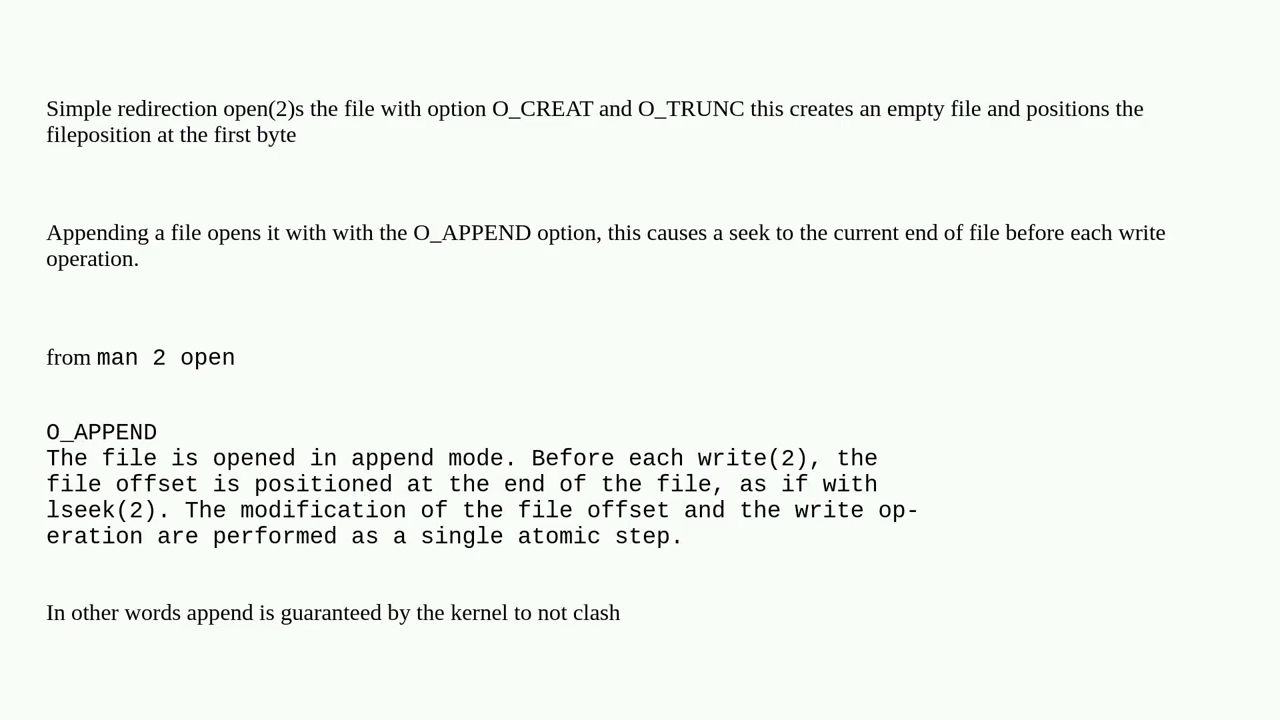 Simple redirection open(2)s the file with option O_CREAT and O_TRUNC this creates an empty file and positions the
fileposition at the first byte
Appending a file opens it with with the O_APPEND option, this causes a seek to the current end of file before each write
operation.
from man 2 open
O_APPEND
The file is opened in append mode. Before each write(2), the
file offset is positioned at the end of the file, as if with
lseek(2). The modification of the file offset and the write op-
eration are performed as a single atomic step.
In other words append is guaranteed by the kernel to not clash